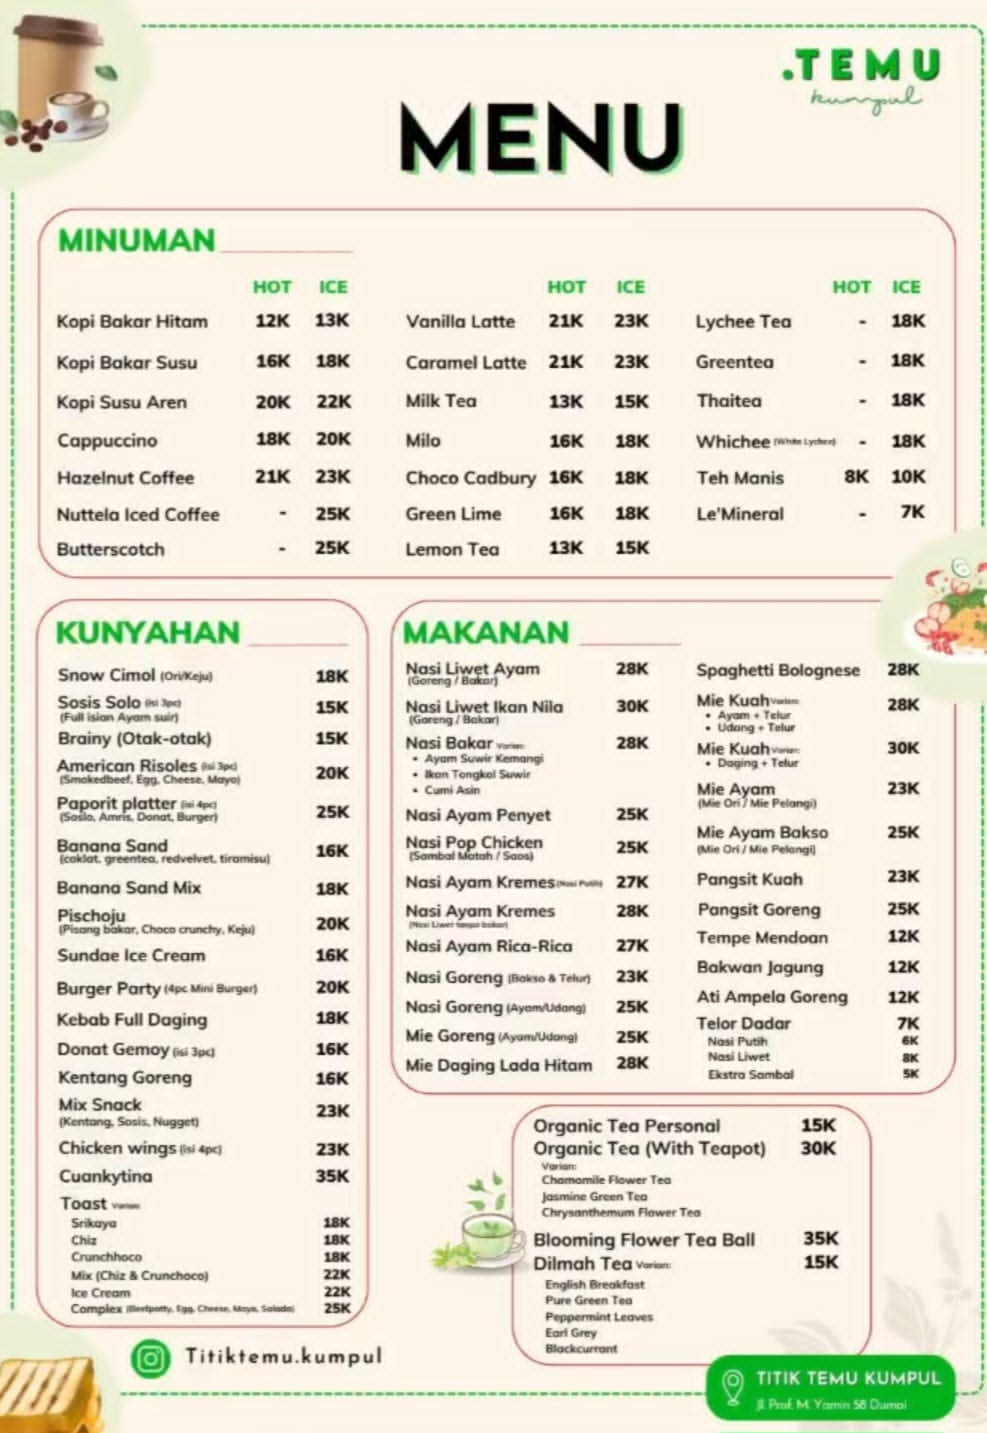 .TEMU
kumpul
MENU
MINUMAN
HOT ICE
Kopi Bakar Hitam 12K 13K
Kopi Bakar Susu 16K 18K
Kopi Susu Aren 20K 22K
Cappuccino 18K 20K
Hazelnut Coffee 21K 23K
Nuttela Iced Coffee - 25K
Butterscotch - 25K
HOT ICE
Vanilla Latte 21K 23K
Caramel Latte 21K 23K
Milk Tea 13K 15K
Milo 16K 18K
Choco Cadbury 16K 18K
Green Lime 16K 18K
Lemon Tea 13K 15K
HOT ICE
Lychee Tea - 18K
Greentea - 18K
Thaitea - 18K
Whichee (White Lychee) - 18K
Teh Manis 8K 10K
Le'Mineral - 7K
KUNYAHAN
Snow Cimol (Ori/Keju) 18K
Sosis Solo (isi 3pc) 15K
(Full isian Ayam suir)
Brainy (Otak-otak) 15K
American Risoles (isi 3pc) 20K
(Smokedbeef, Egg, Cheese, Mayo)
Paporit platter (isi 4pc) 25K
(Soslo, Amris, Donat, Burger)
Banana Sand 16K
(coklat, greentea, redvelvet, tiramisu)
Banana Sand Mix 18K
Pischoju 20K
(Pisang bakar, Choco crunchy, Keju)
Sundae Ice Cream 16K
Burger Party (4pc Mini Burger) 20K
Kebab Full Daging 18K
Donat Gemoy (isi 3pc) 16K
Kentang Goreng 16K
Mix Snack 23K
(Kentang, Sosis, Nugget)
Chicken wings (isi 4pc) 23K
Cuankytina 35K
Toast Varian:
Srikaya 18K
Chiz 18K
Crunchhoco 18K
Mix (Chiz & Crunchoco) 22K
Ice Cream 22K
Complex (Beefpatty, Egg, Cheese, Mayo, Salada) 25K
MAKANAN
Nasi Liwet Ayam 28K
(Goreng / Bakar)
Nasi Liwet Ikan Nila 30K
(Goreng / Bakar)
Nasi Bakar Varian: 28K
• Ayam Suwir Kemangi
• Ikan Tongkol Suwir
• Cumi Asin
Nasi Ayam Penyet 25K
Nasi Pop Chicken 25K
(Sambal Matah / Saos)
Nasi Ayam Kremes (Nasi Putih) 27K
Nasi Ayam Kremes 28K
(Nasi Liwet tanpa bakar)
Nasi Ayam Rica-Rica 27K
Nasi Goreng (Bakso & Telur) 23K
Nasi Goreng (Ayam/Udang) 25K
Mie Goreng (Ayam/Udang) 25K
Mie Daging Lada Hitam 28K
Spaghetti Bolognese 28K
Mie Kuah Varian: 28K
• Ayam + Telur
• Udang + Telur
Mie Kuah Varian: 30K
• Daging + Telur
Mie Ayam 23K
(Mie Ori / Mie Pelangi)
Mie Ayam Bakso 25K
(Mie Ori / Mie Pelangi)
Pangsit Kuah 23K
Pangsit Goreng 25K
Tempe Mendoan 12K
Bakwan Jagung 12K
Ati Ampela Goreng 12K
Telor Dadar 7K
Nasi Putih 6K
Nasi Liwet 8K
Ekstra Sambal 5K
Organic Tea Personal 15K
Organic Tea (With Teapot) 30K
Varian:
Chamomile Flower Tea
Jasmine Green Tea
Chrysanthemum Flower Tea
Blooming Flower Tea Ball 35K
Dilmah Tea Varian: 15K
English Breakfast
Pure Green Tea
Peppermint Leaves
Earl Grey
Blackcurrant
Titiktemu.kumpul
TITIK TEMU KUMPUL
Jl. Prof. M. Yamin 58 Dumai